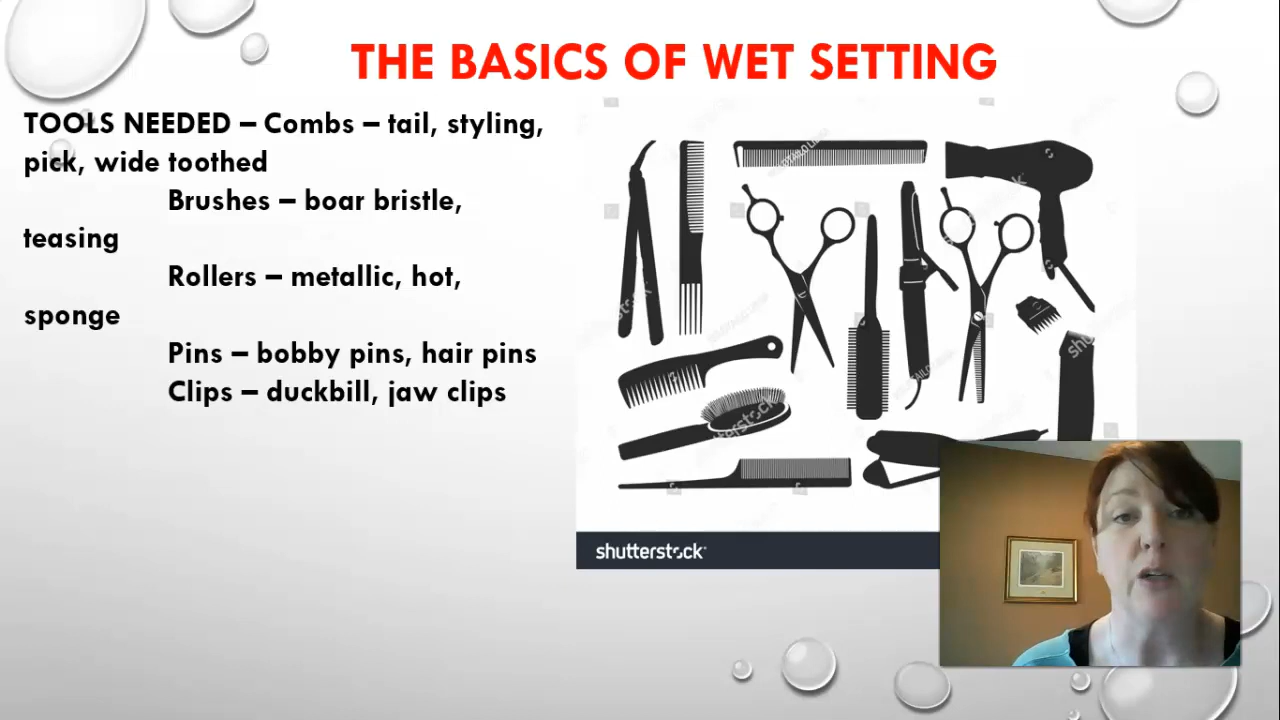 THE BASICS OF WET SETTING
TOOLS NEEDED – Combs – tail, styling,
pick, wide toothed
Brushes – boar bristle,
teasing
Rollers – metallic, hot,
sponge
Pins – bobby pins, hair pins
Clips – duckbill, jaw clips
shutterstock